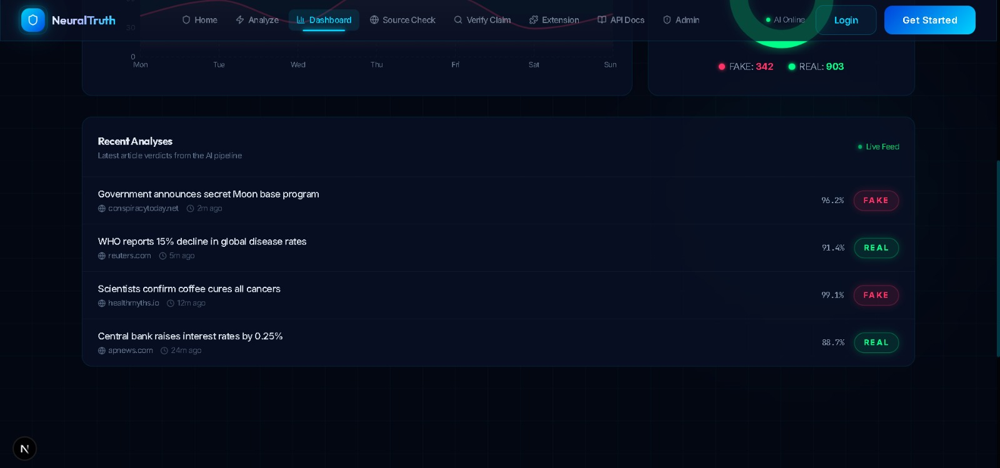 NeuralTruth Home Analyze Dashboard Source Check Verify Claim Extension API Docs Admin AI Online Login Get Started
30
0
Mon Tue Wed Thu Fri Sat Sun
FAKE: 342 REAL: 903
Recent Analyses
Latest article verdicts from the AI pipeline
Live Feed
Government announces secret Moon base program
conspiracytoday.net 2m ago
96.2% FAKE
WHO reports 15% decline in global disease rates
reuters.com 5m ago
91.4% REAL
Scientists confirm coffee cures all cancers
healthmyths.io 12m ago
99.1% FAKE
Central bank raises interest rates by 0.25%
apnews.com 24m ago
88.7% REAL
N